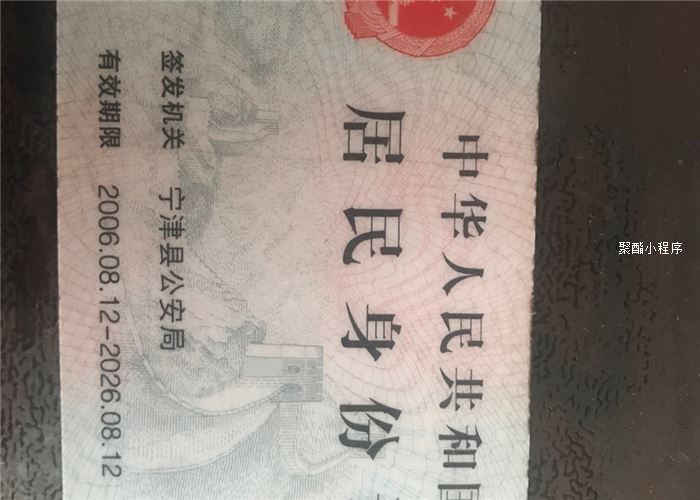 中华人民共和国
居民身份
签发机关 宁津县公安局
有效期限 2006.08.12-2026.08.12
聚酯小程序